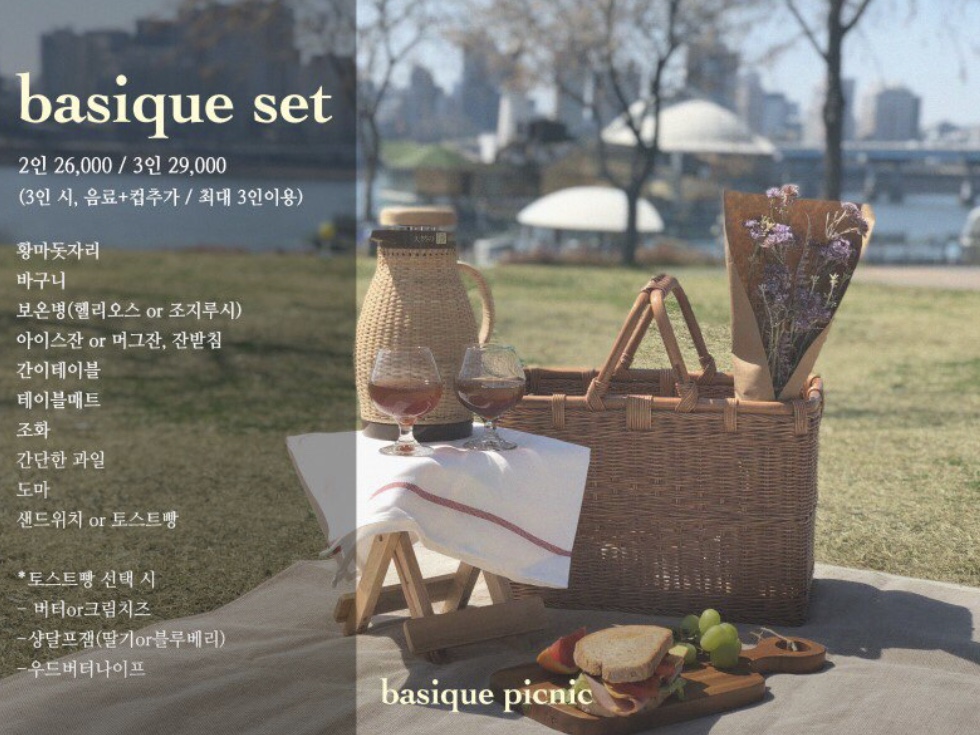 basique set
2인 26,000 / 3인 29,000
(3인 시, 음료+컵추가 / 최대 3인이용)
황마돗자리
바구니
보온병(헬리오스 or 조지루시)
아이스잔 or 머그잔, 잔받침
간이테이블
테이블매트
조화
간단한 과일
도마
샌드위치 or 토스트빵
*토스트빵 선택 시
- 버터or크림치즈
-샹달프잼(딸기or블루베리)
-우드버터나이프
basique picnic